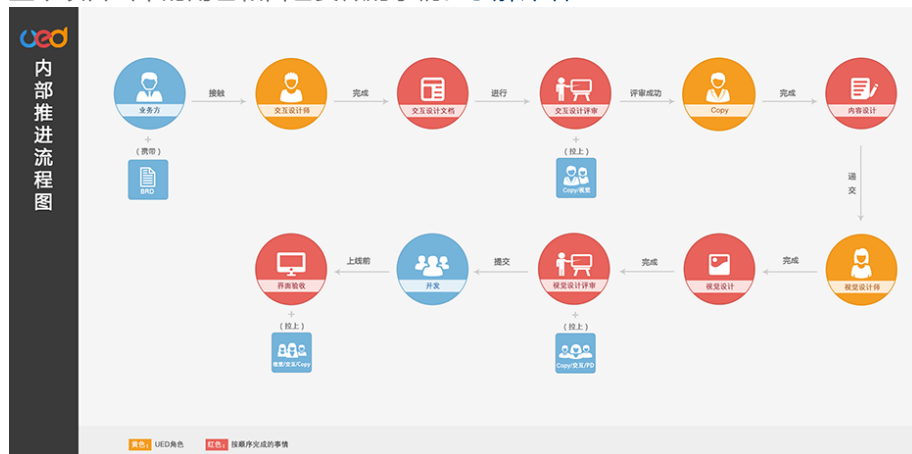 ued
内部推进流程图
业务方
接触
交互设计师
完成
交互设计文档
进行
交互设计评审
评审成功
Copy
完成
内容设计
+
(携带)
BRD
+
(拉上)
Copy/视觉
递交
界面验收
上线前
开发
提交
视觉设计评审
完成
视觉设计
完成
视觉设计师
+
(拉上)
视觉/交互/Copy
+
(拉上)
Copy/交互/PD
黄色: UED角色
红色: 按顺序完成的事情